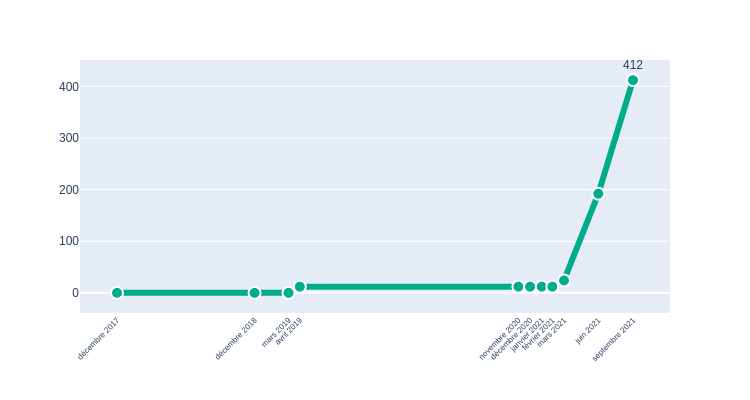 412
400
300
200
100
0
décembre 2017
décembre 2018
mars 2019
avril 2019
novembre 2020
décembre 2020
janvier 2021
février 2021
mars 2021
juin 2021
septembre 2021